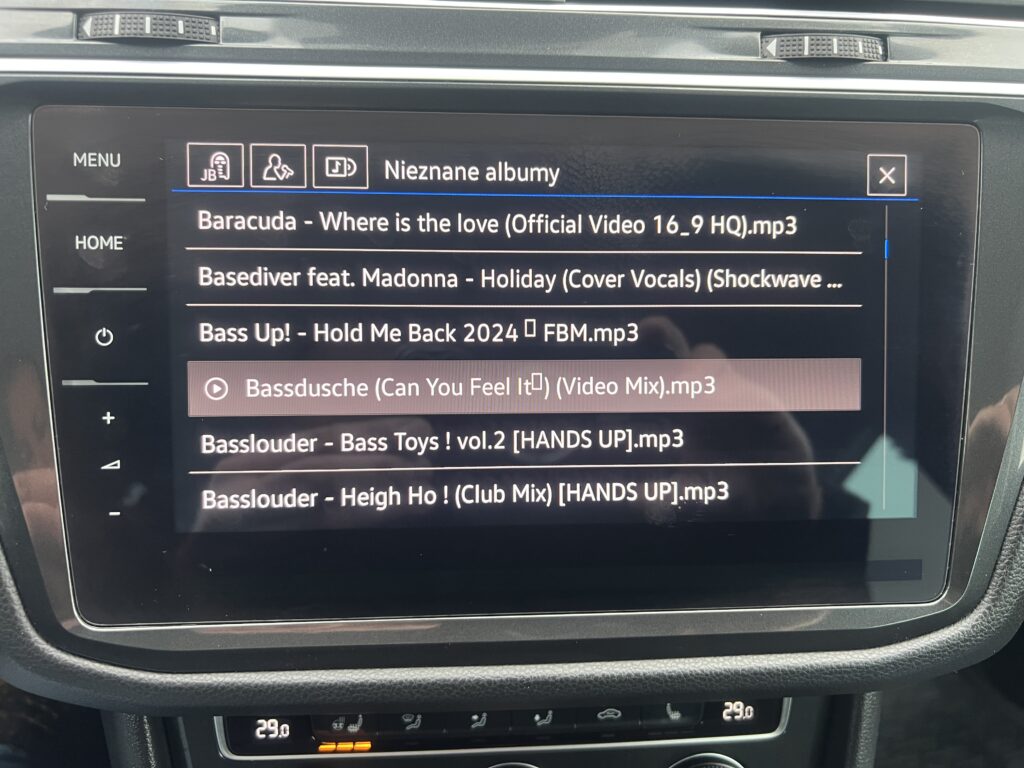 MENU
HOME
+
-
JB
Nieznane albumy
Baracuda - Where is the love (Official Video 16_9 HQ).mp3
Basediver feat. Madonna - Holiday (Cover Vocals) (Shockwave ...
Bass Up! - Hold Me Back 2024 ▯ FBM.mp3
Bassdusche (Can You Feel It▯) (Video Mix).mp3
Basslouder - Bass Toys ! vol.2 [HANDS UP].mp3
Basslouder - Heigh Ho ! (Club Mix) [HANDS UP].mp3
29.0
29.0